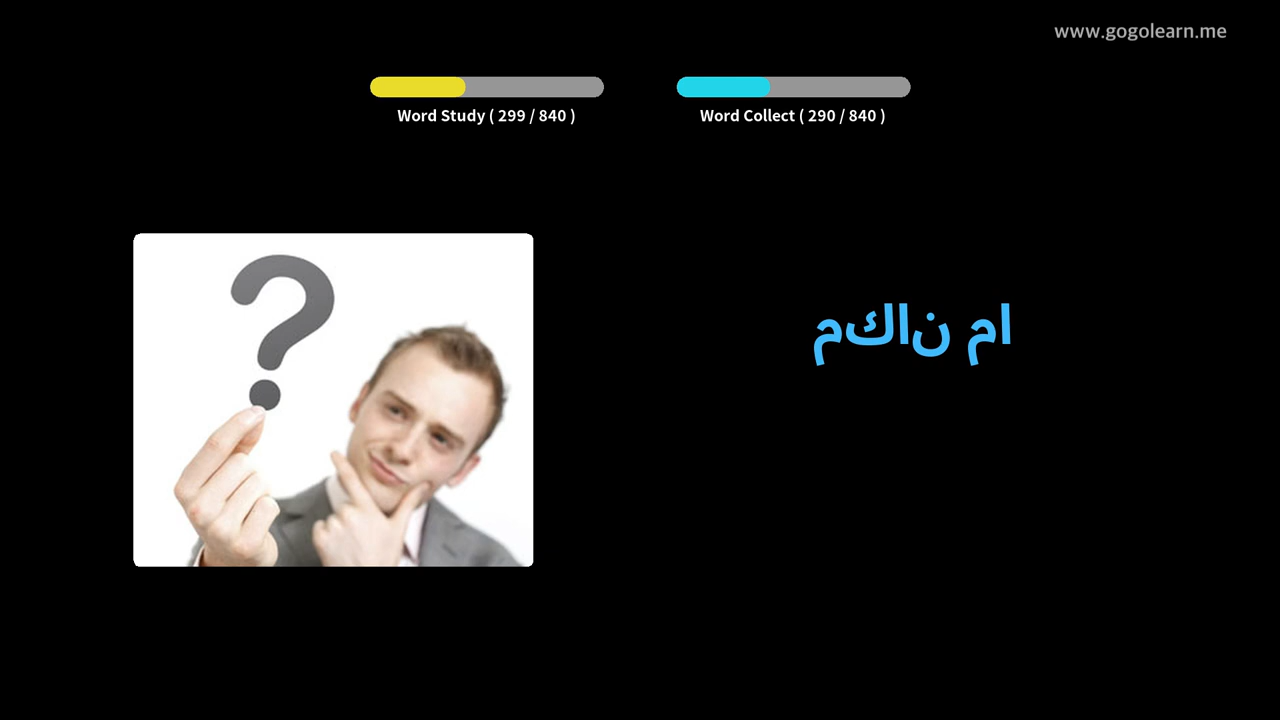 www.gogolearn.me
Word Study ( 299 / 840 )
Word Collect ( 290 / 840 )
?
مكان ما